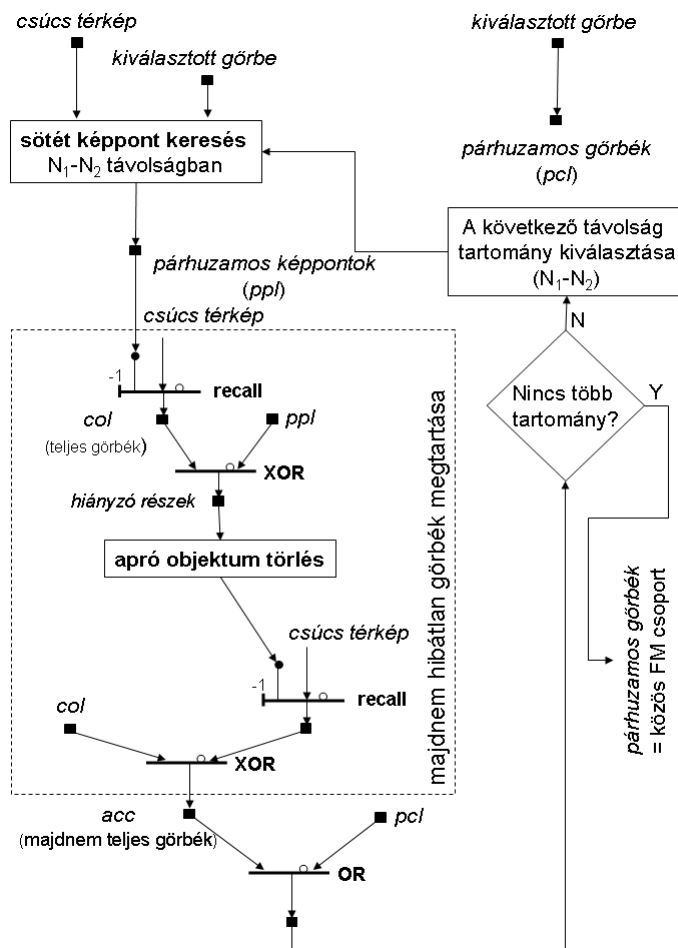 csúcs térkép
kiválasztott görbe
sötét képpont keresés
N1-N2 távolságban
párhuzamos képpontok
(ppl)
csúcs térkép
-1
recall
col
(teljes görbék)
ppl
XOR
hiányzó részek
apró objektum törlés
csúcs térkép
-1
recall
col
XOR
majdnem hibátlan görbék megtartása
acc
(majdnem teljes görbék)
pcl
OR
kiválasztott görbe
párhuzamos görbék
(pcl)
A következő távolság
tartomány kiválasztása
(N1-N2)
N
Nincs több
tartomány?
Y
párhuzamos görbék
= közös FM csoport